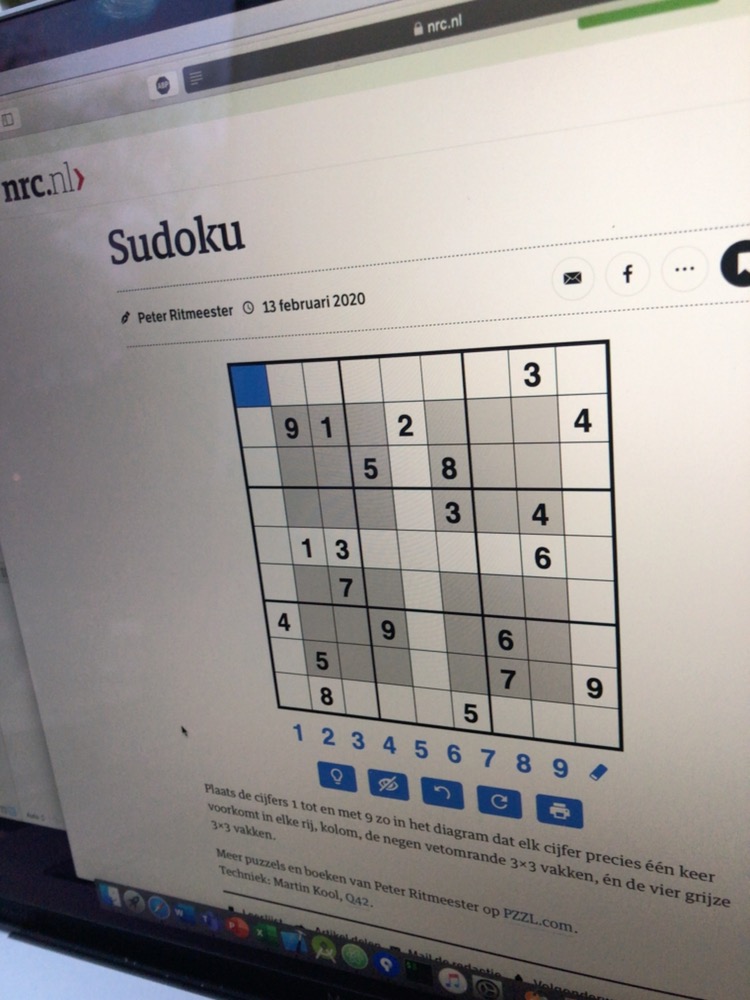 nrc.nl
ABP
nrc.nl
Sudoku
Peter Ritmeester 13 februari 2020
3
9 1 2 4
5 8
3 4
1 3 6
7
4 9 6
5 7 9
8 5
1 2 3 4 5 6 7 8 9
Plaats de cijfers 1 tot en met 9 zo in het diagram dat elk cijfer precies één keer
voorkomt in elke rij, kolom, de negen vetomrande 3×3 vakken, én de vier grijze
3×3 vakken.
Meer puzzels en boeken van Peter Ritmeester op PZZL.com.
Techniek: Martin Kool, Q42.
Mail de redactie